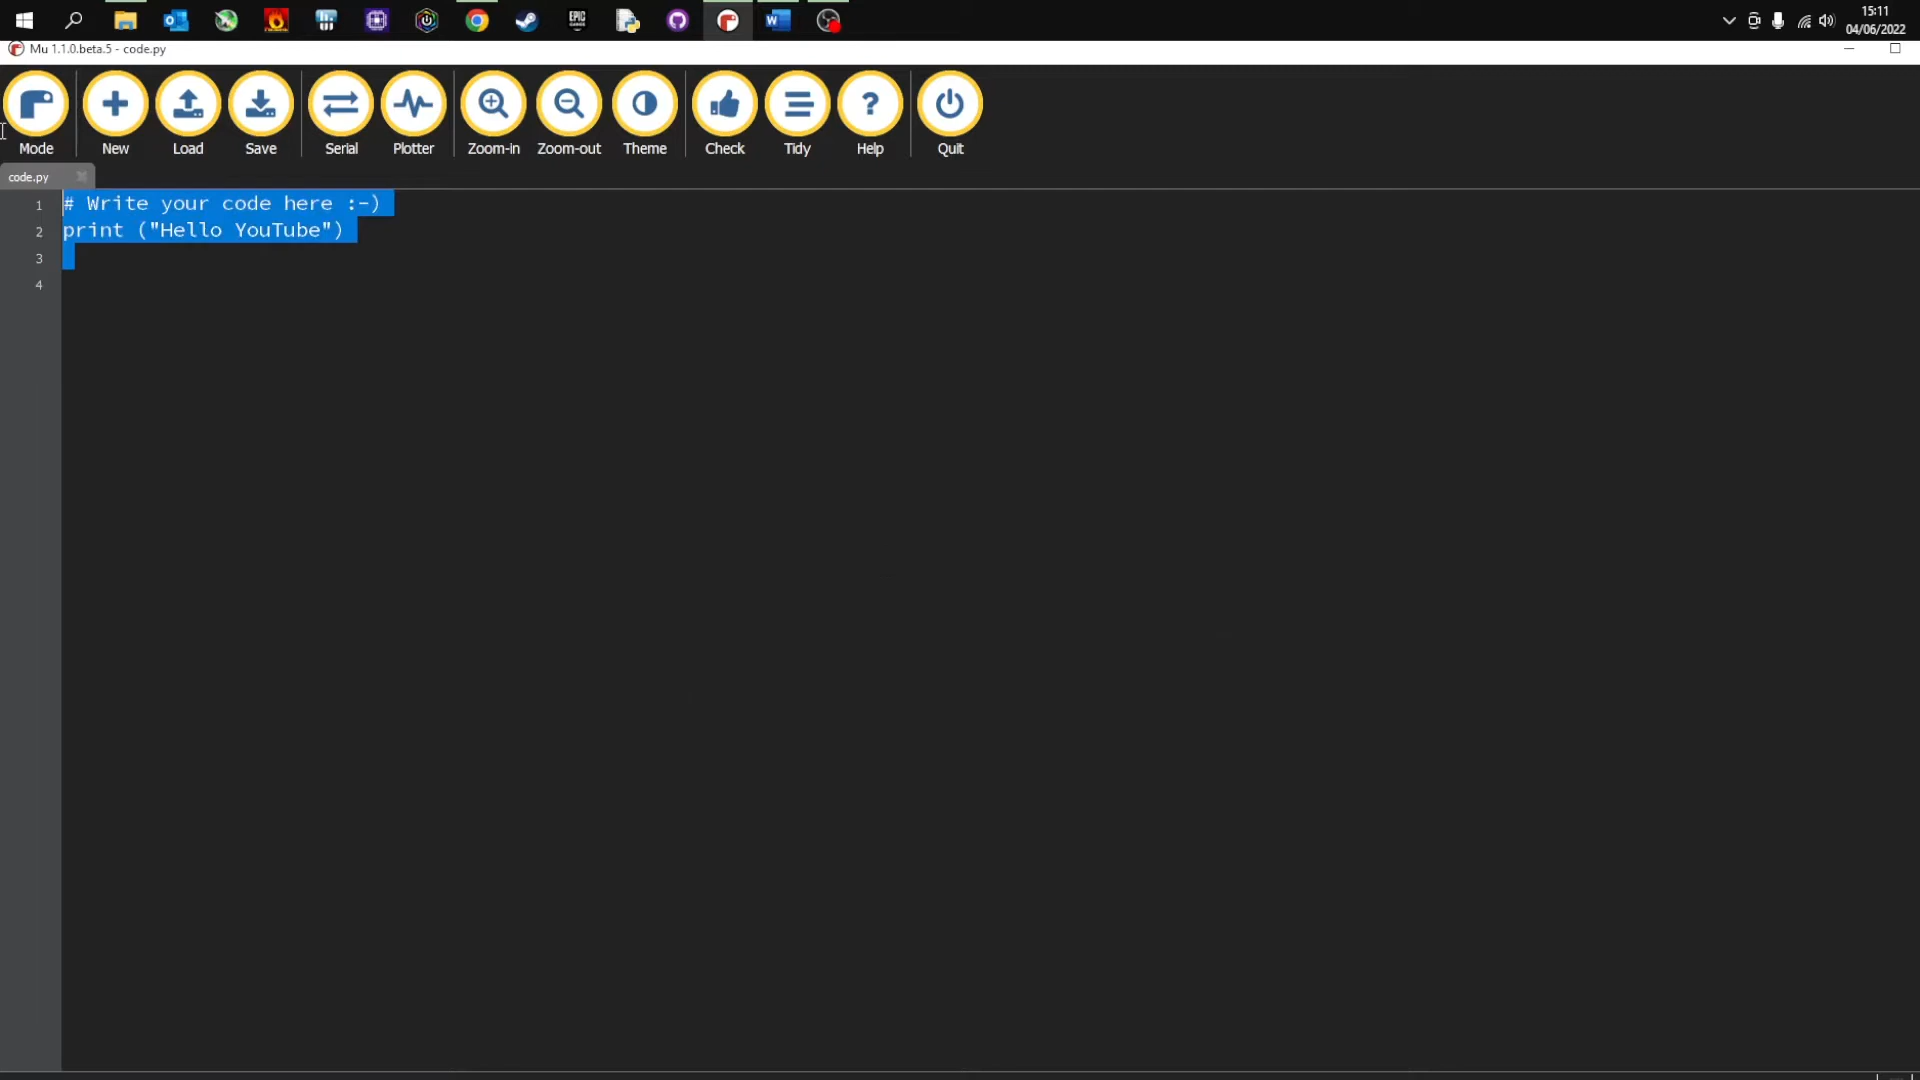 EPIC
GAMES
15:11
04/06/2022
Mu 1.1.0.beta.5 - code.py
Mode
New
Load
Save
Serial
Plotter
Zoom-in
Zoom-out
Theme
Check
Tidy
Help
Quit
code.py
1 # Write your code here :-)
2 print ("Hello YouTube")
3
4